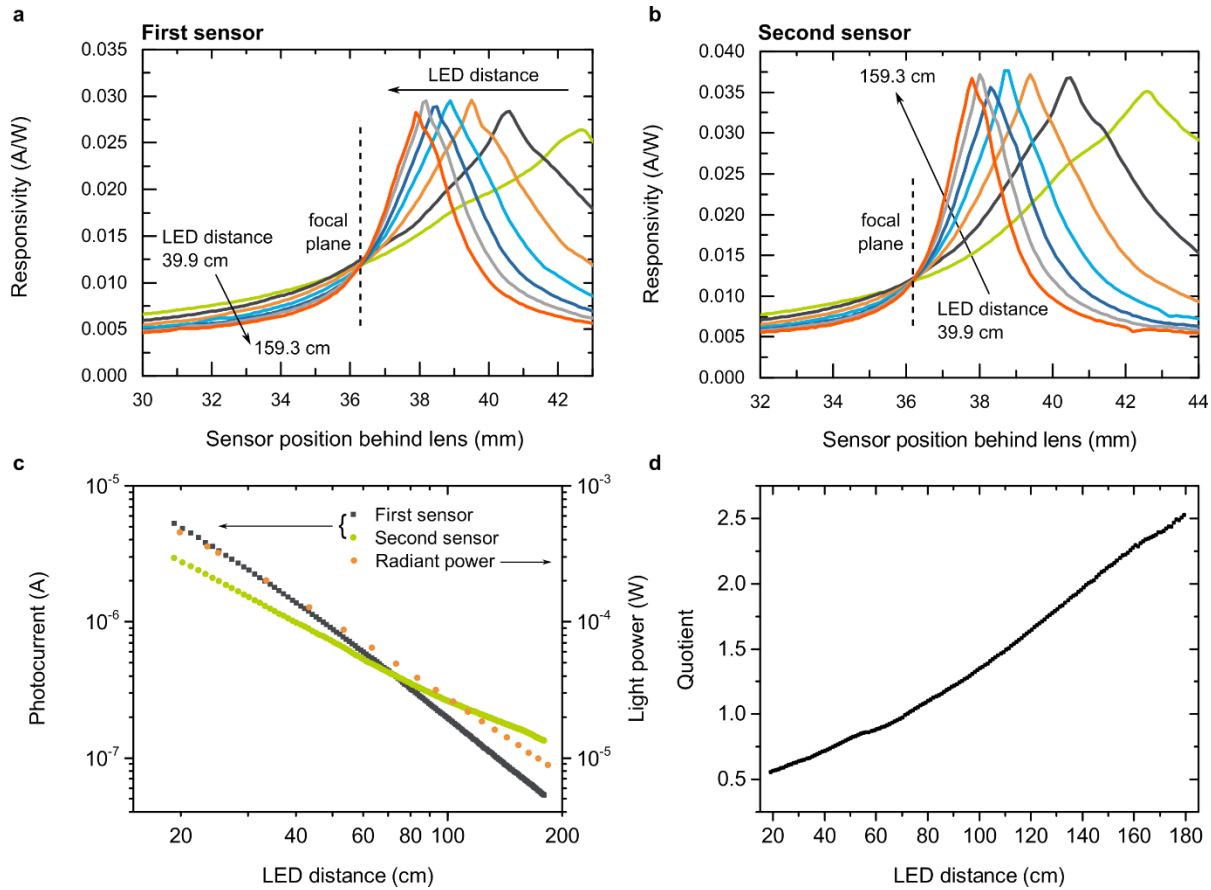 a
First sensor
Responsivity (A/W)
0.035
0.030
0.025
0.020
0.015
0.010
0.005
0.000
LED distance
focal
plane
LED distance
39.9 cm
159.3 cm
30 32 34 36 38 40 42
Sensor position behind lens (mm)
b
Second sensor
Responsivity (A/W)
0.040
0.035
0.030
0.025
0.020
0.015
0.010
0.005
0.000
159.3 cm
focal
plane
LED distance
39.9 cm
32 34 36 38 40 42 44
Sensor position behind lens (mm)
c
Photocurrent (A)
10⁻⁵
10⁻⁶
10⁻⁷
First sensor
Second sensor
Radiant power
10⁻³
10⁻⁴
10⁻⁵
Light power (W)
20 40 60 80 100 200
LED distance (cm)
d
Quotient
2.5
2.0
1.5
1.0
0.5
20 40 60 80 100 120 140 160 180
LED distance (cm)